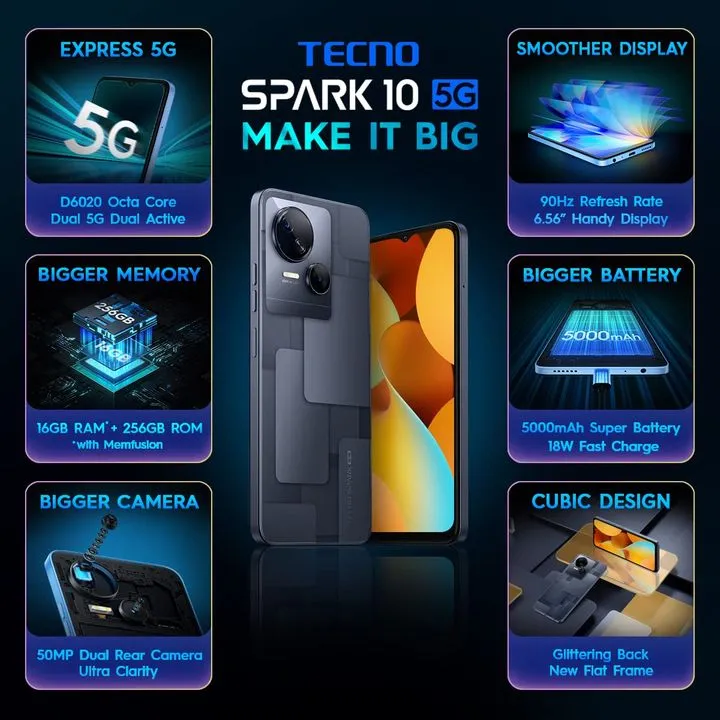 EXPRESS 5G
5G
D6020 Octa Core
Dual 5G Dual Active
TECNO
SPARK 10 5G
MAKE IT BIG
SMOOTHER DISPLAY
90Hz Refresh Rate
6.56" Handy Display
BIGGER MEMORY
256GB
16GB
16GB RAM*+ 256GB ROM
*with Memfusion
BIGGER BATTERY
5000mAh
5000mAh Super Battery
18W Fast Charge
BIGGER CAMERA
50MP Dual Rear Camera
Ultra Clarity
CUBIC DESIGN
Glittering Back
New Flat Frame